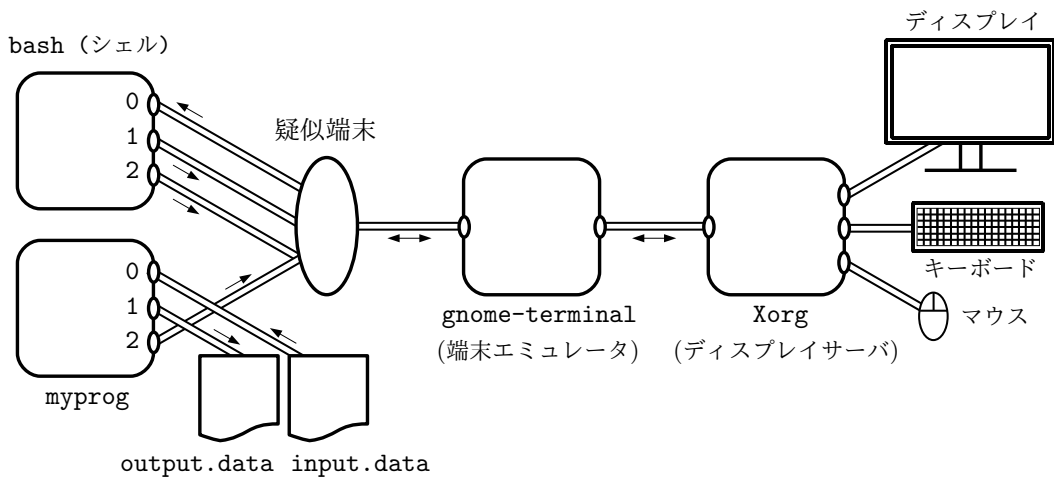 ディスプレイ
bash (シェル)
0
1
2
疑似端末
0
1
2
キーボード
マウス
gnome-terminal
(端末エミュレータ)
Xorg
(ディスプレイサーバ)
myprog
output.data
input.data